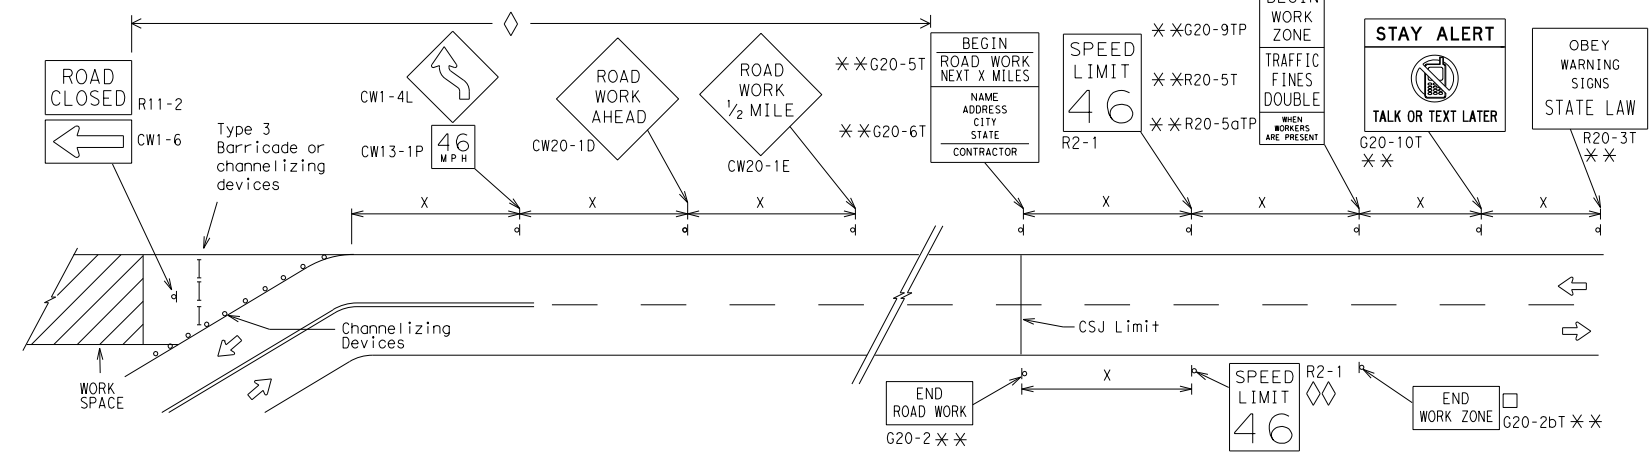 ROAD
CLOSED
R11-2
CW1-6
Type 3
Barricade or
channelizing
devices
CW1-4L
46
MPH
CW13-1P
ROAD
WORK
AHEAD
CW20-1D
ROAD
WORK
1/2 MILE
CW20-1E
**G20-5T
BEGIN
ROAD WORK
NEXT X MILES
**G20-6T
NAME
ADDRESS
CITY
STATE
CONTRACTOR
SPEED
LIMIT
46
R2-1
**G20-9TP
BEGIN
WORK
ZONE
**R20-5T
TRAFFIC
FINES
DOUBLE
**R20-5aTP
WHEN
WORKERS
ARE PRESENT
STAY ALERT
TALK OR TEXT LATER
G20-10T
**
OBEY
WARNING
SIGNS
STATE LAW
R20-3T
**
X
X
X
X
X
X
X
Channelizing
Devices
CSJ Limit
WORK
SPACE
END
ROAD WORK
G20-2**
X
SPEED
LIMIT
46
R2-1
END
WORK ZONE
G20-2bT**